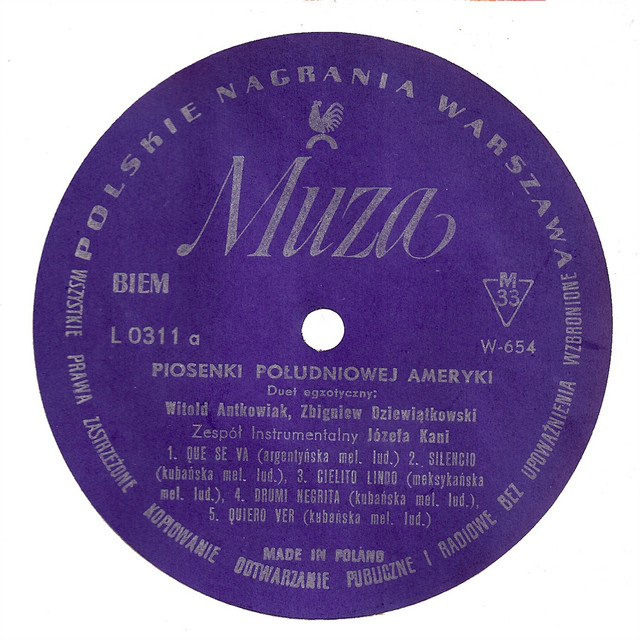 POLSKIE NAGRANIA WARSZAWA
Muza
BIEM
M
33
L 0311 a
W-654
PIOSENKI POŁUDNIOWEJ AMERYKI
Duet egzotyczny:
Witold Antkowiak, Zbigniew Dziewiątkowski
Zespół Instrumentalny Józefa Kani
1. QUE SE VA (argentyńska mel. lud.) 2. SILENCIO
(kubańska mel. lud.), 3. CIELITO LINDO (meksykańska
mel. lud.), 4. DRUMI NEGRITA (kubańska mel. lud.),
5. QUIERO VER (kubańska mel. lud.)
MADE IN POLAND
WSZYSTKIE PRAWA ZASTRZEŻONE KOPIOWANIE ODTWARZANIE PUBLICZNE I RADIOWE BEZ UPOWAŻNIENIA WZBRONIONE